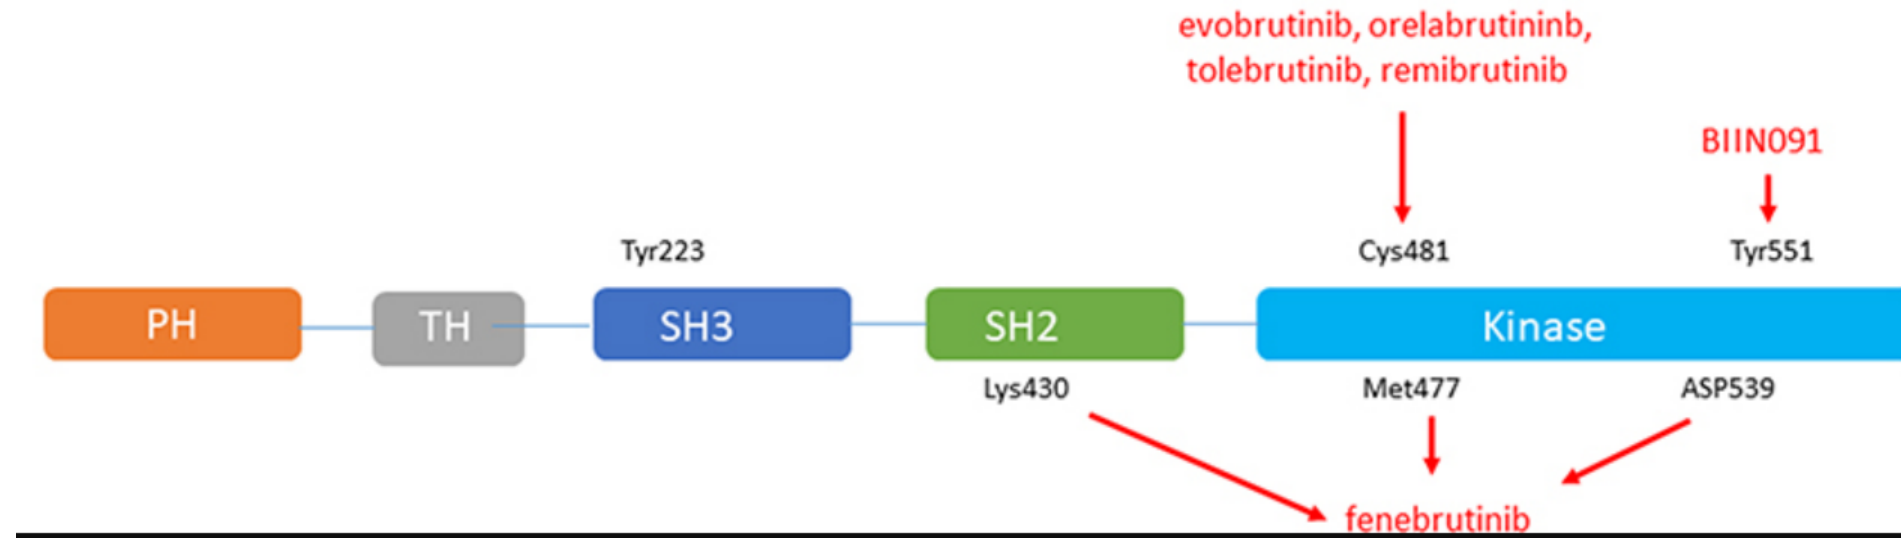 evobrutinib, orelabrutininb,
tolebrutinib, remibrutinib
BIIN091
Tyr223
Cys481
Tyr551
PH
TH
SH3
SH2
Kinase
Lys430
Met477
ASP539
fenebrutinib